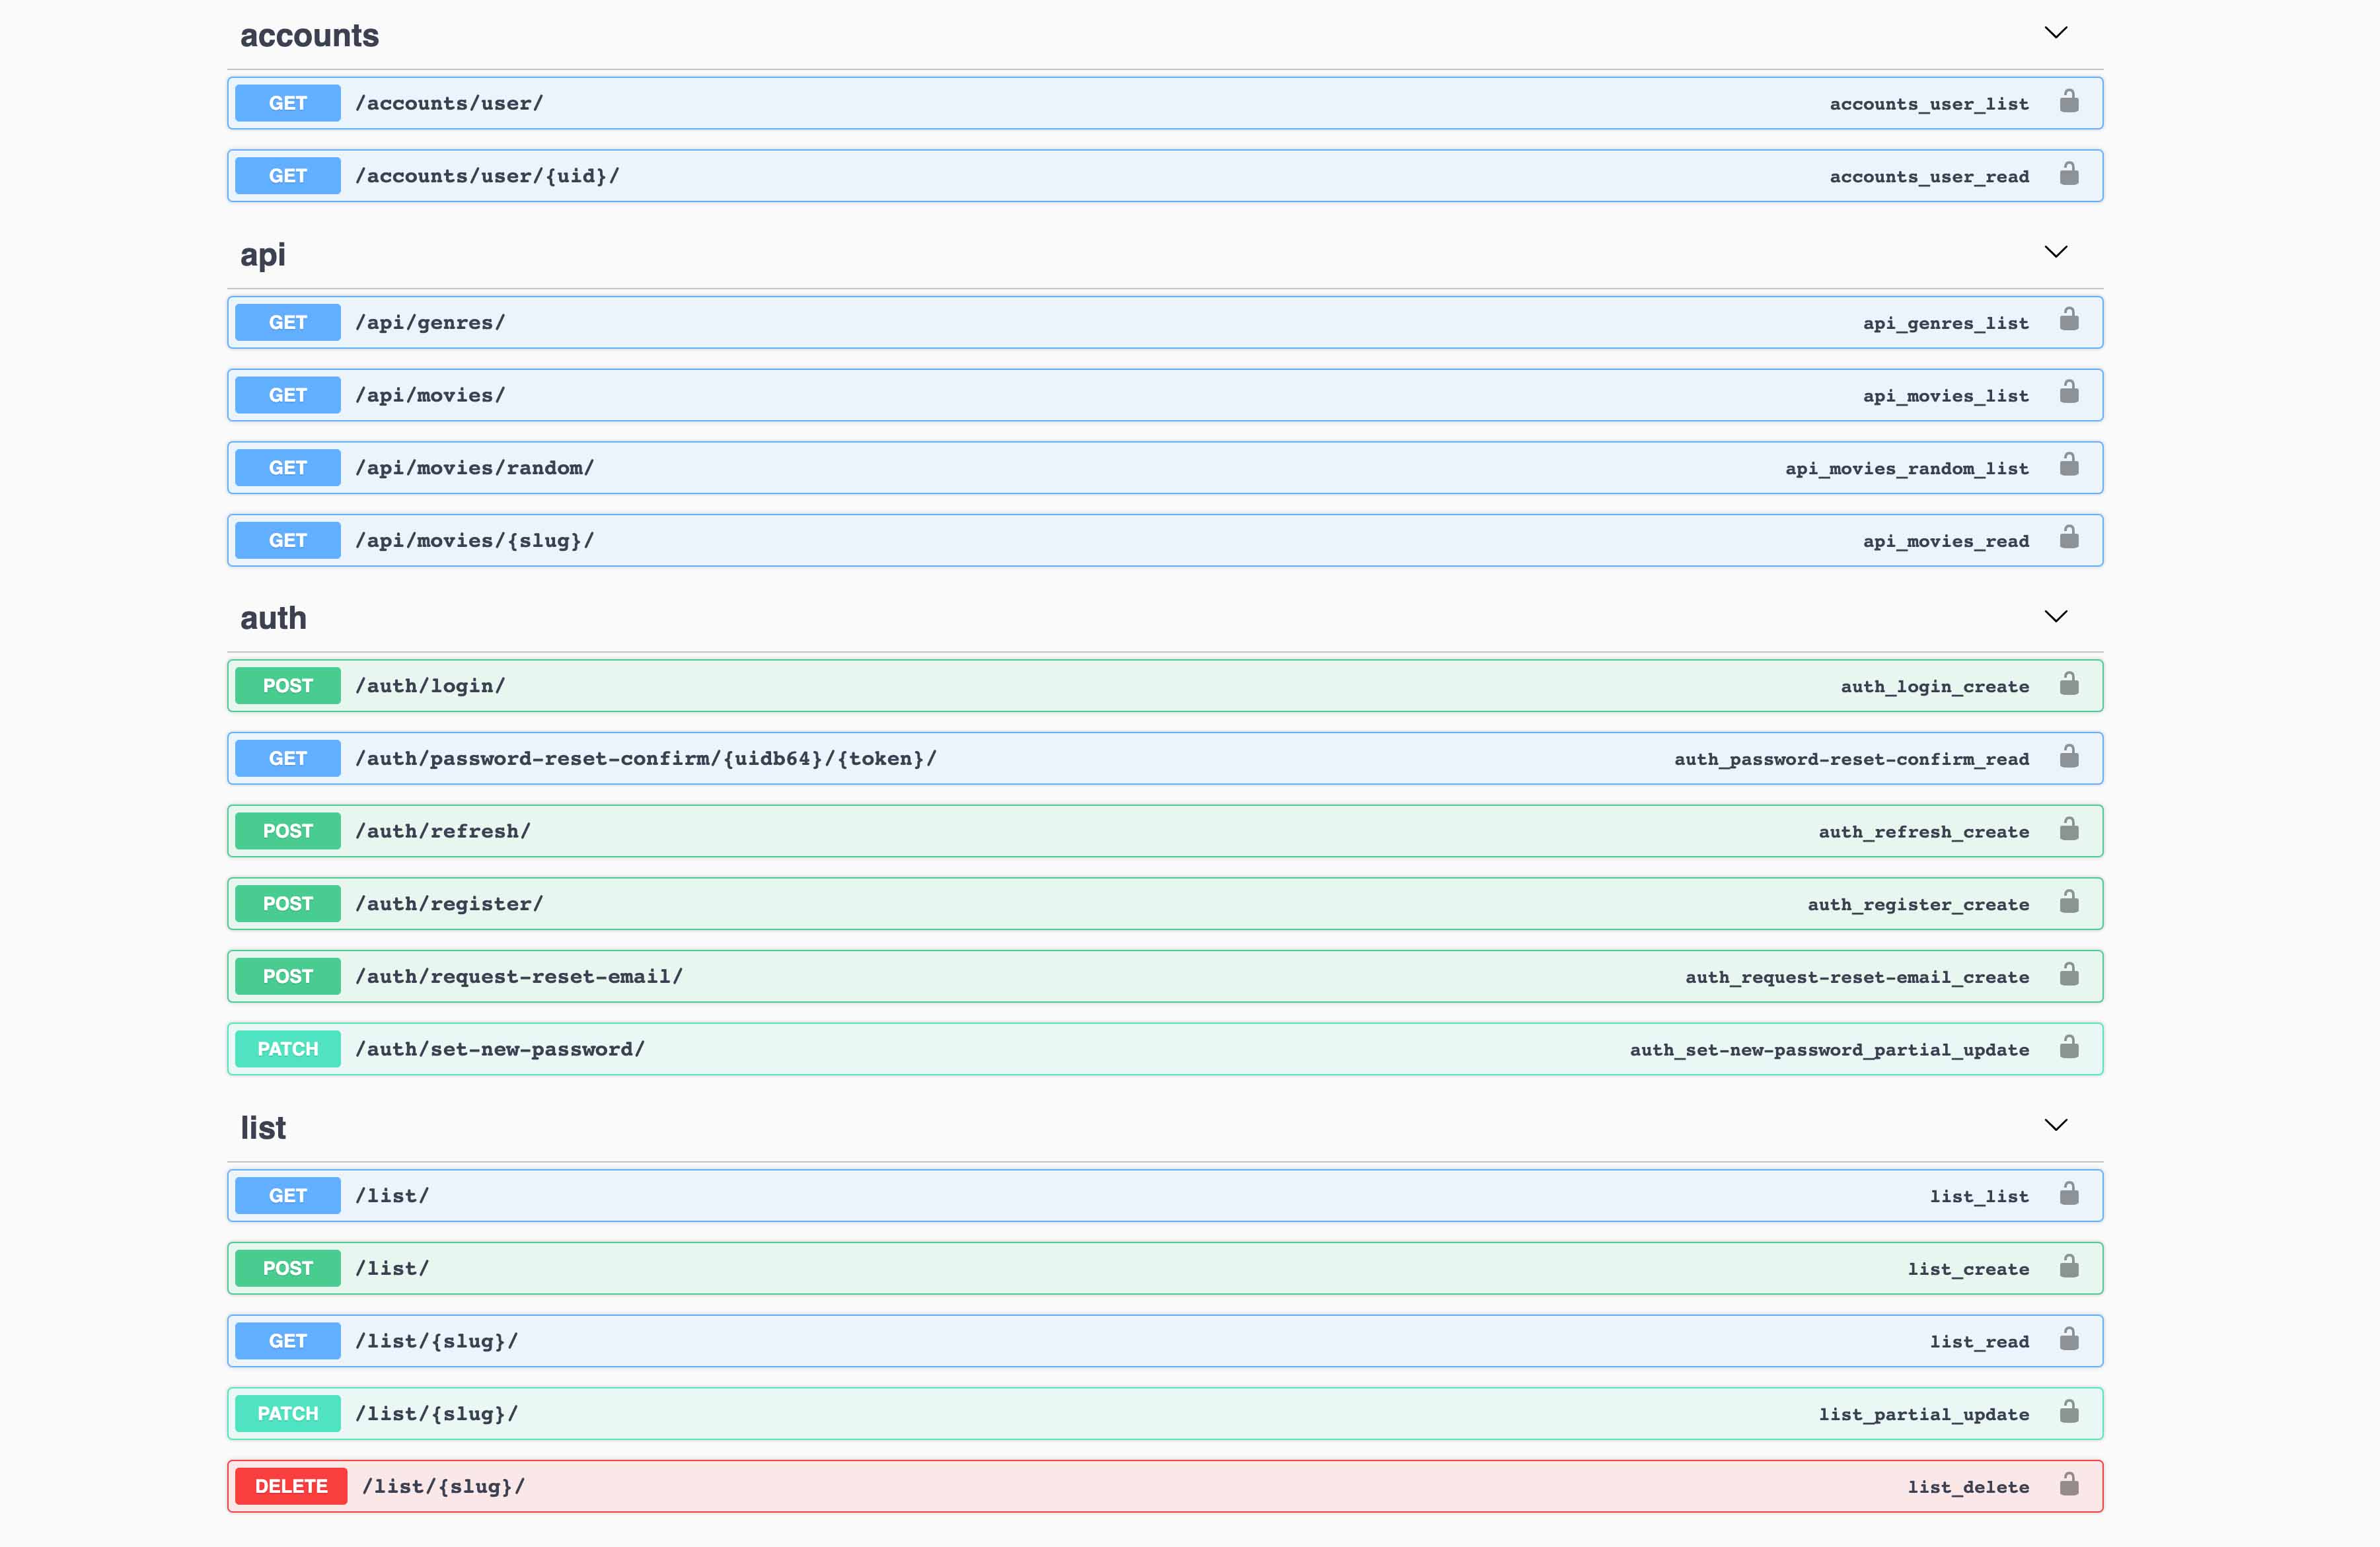 accounts
GET /accounts/user/ accounts_user_list
GET /accounts/user/{uid}/ accounts_user_read
api
GET /api/genres/ api_genres_list
GET /api/movies/ api_movies_list
GET /api/movies/random/ api_movies_random_list
GET /api/movies/{slug}/ api_movies_read
auth
POST /auth/login/ auth_login_create
GET /auth/password-reset-confirm/{uidb64}/{token}/ auth_password-reset-confirm_read
POST /auth/refresh/ auth_refresh_create
POST /auth/register/ auth_register_create
POST /auth/request-reset-email/ auth_request-reset-email_create
PATCH /auth/set-new-password/ auth_set-new-password_partial_update
list
GET /list/ list_list
POST /list/ list_create
GET /list/{slug}/ list_read
PATCH /list/{slug}/ list_partial_update
DELETE /list/{slug}/ list_delete